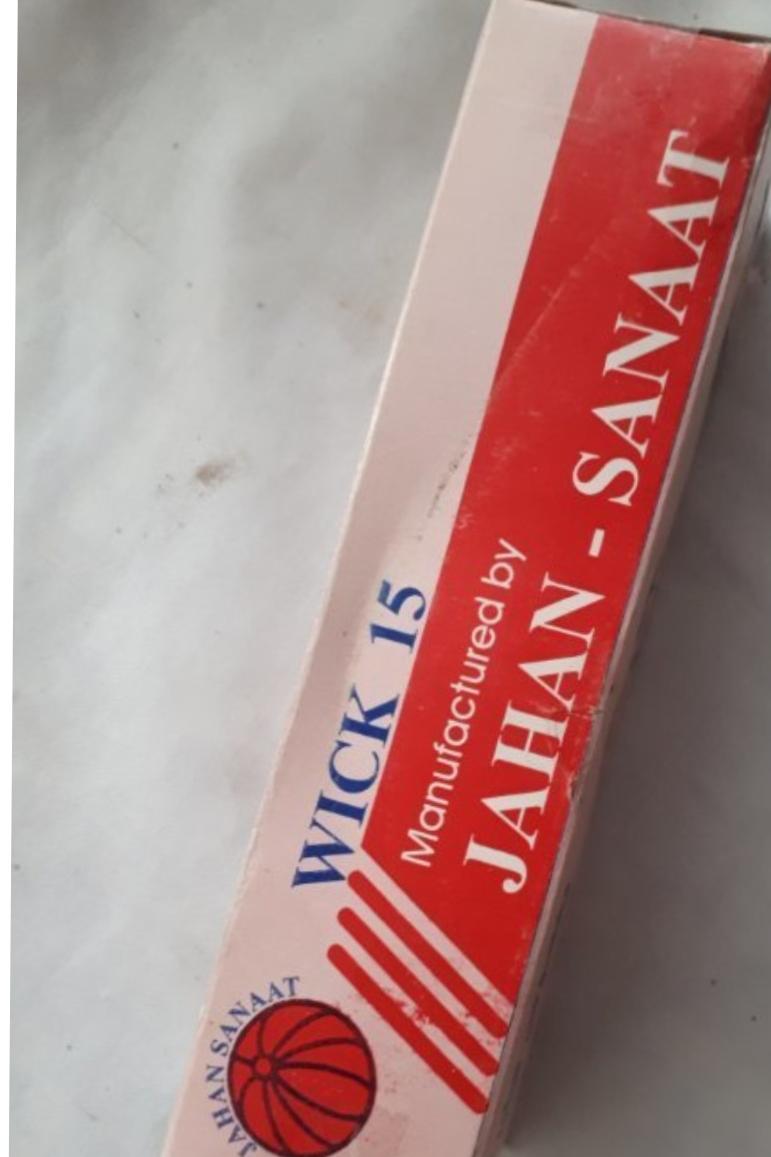 WICK 15
Manufactured by
JAHAN - SANAAT
JAHAN SANAAT